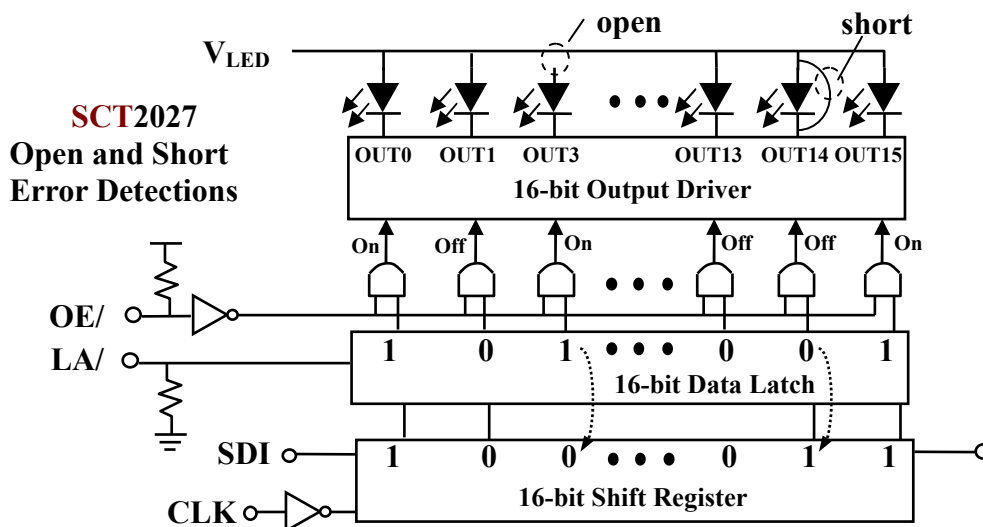 open
short
V_LED
SCT2027
Open and Short
Error Detections
OUT0 OUT1 OUT3 OUT13 OUT14 OUT15
16-bit Output Driver
On Off On Off Off On
OE/
LA/
1 0 1 0 0 1
16-bit Data Latch
SDI
1 0 0 0 1 1
CLK
16-bit Shift Register